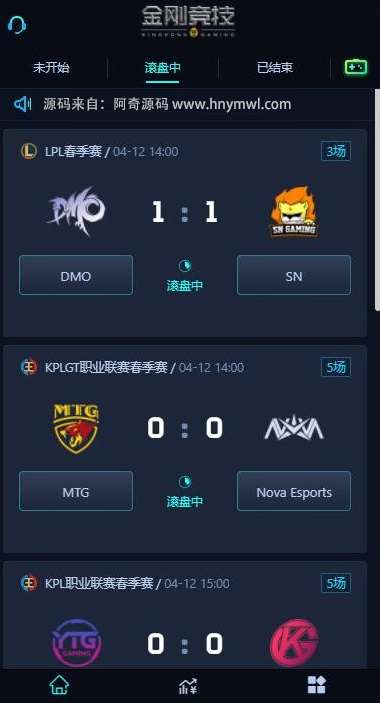 金刚竞技
KINGKONG GAMING
未开始 滚盘中 已结束
源码来自：阿奇源码 www.hnymwl.com
LPL春季赛 / 04-12 14:00 3场
DMO 1 : 1 SN GAMING
DMO 滚盘中 SN
KPLGT职业联赛春季赛 / 04-12 14:00 5场
MTG 0 : 0
MTG 滚盘中 Nova Esports
KPL职业联赛春季赛 / 04-12 15:00 5场
YTG GAMING 0 : 0